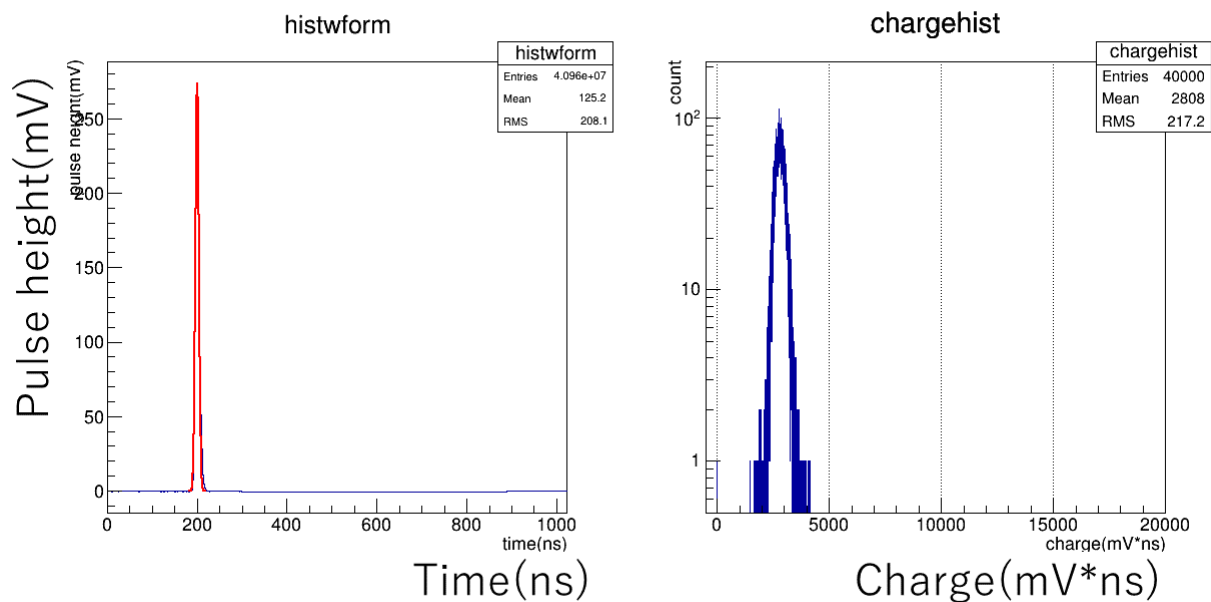 histwform
histwform
Entries 4.096e+07
Mean 125.2
RMS 208.1
Pulse height(mV)
pulse height(mV)
250
200
150
100
50
0
0 200 400 600 800 1000
time(ns)
Time(ns)
chargehist
chargehist
Entries 40000
Mean 2808
RMS 217.2
count
10²
10
1
0 5000 10000 15000 20000
charge(mV*ns)
Charge(mV*ns)